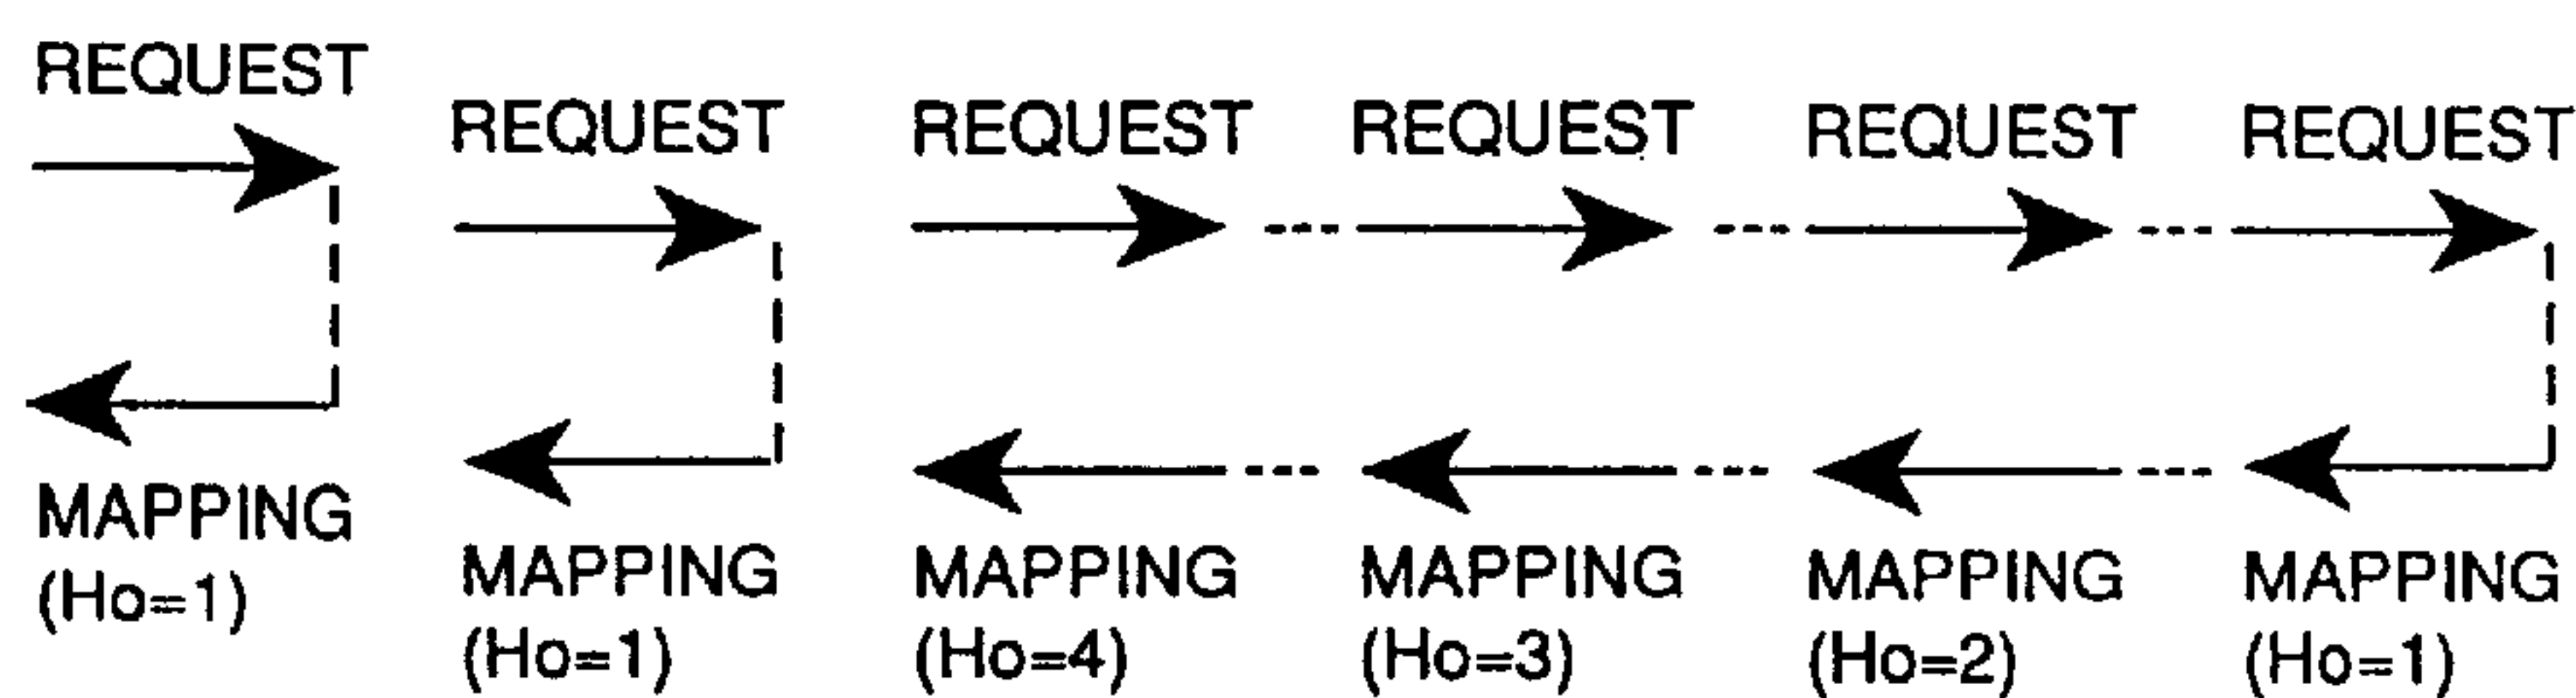 REQUEST
REQUEST
REQUEST
REQUEST
REQUEST
REQUEST
MAPPING
(Ho=1)
MAPPING
(Ho=1)
MAPPING
(Ho=4)
MAPPING
(Ho=3)
MAPPING
(Ho=2)
MAPPING
(Ho=1)